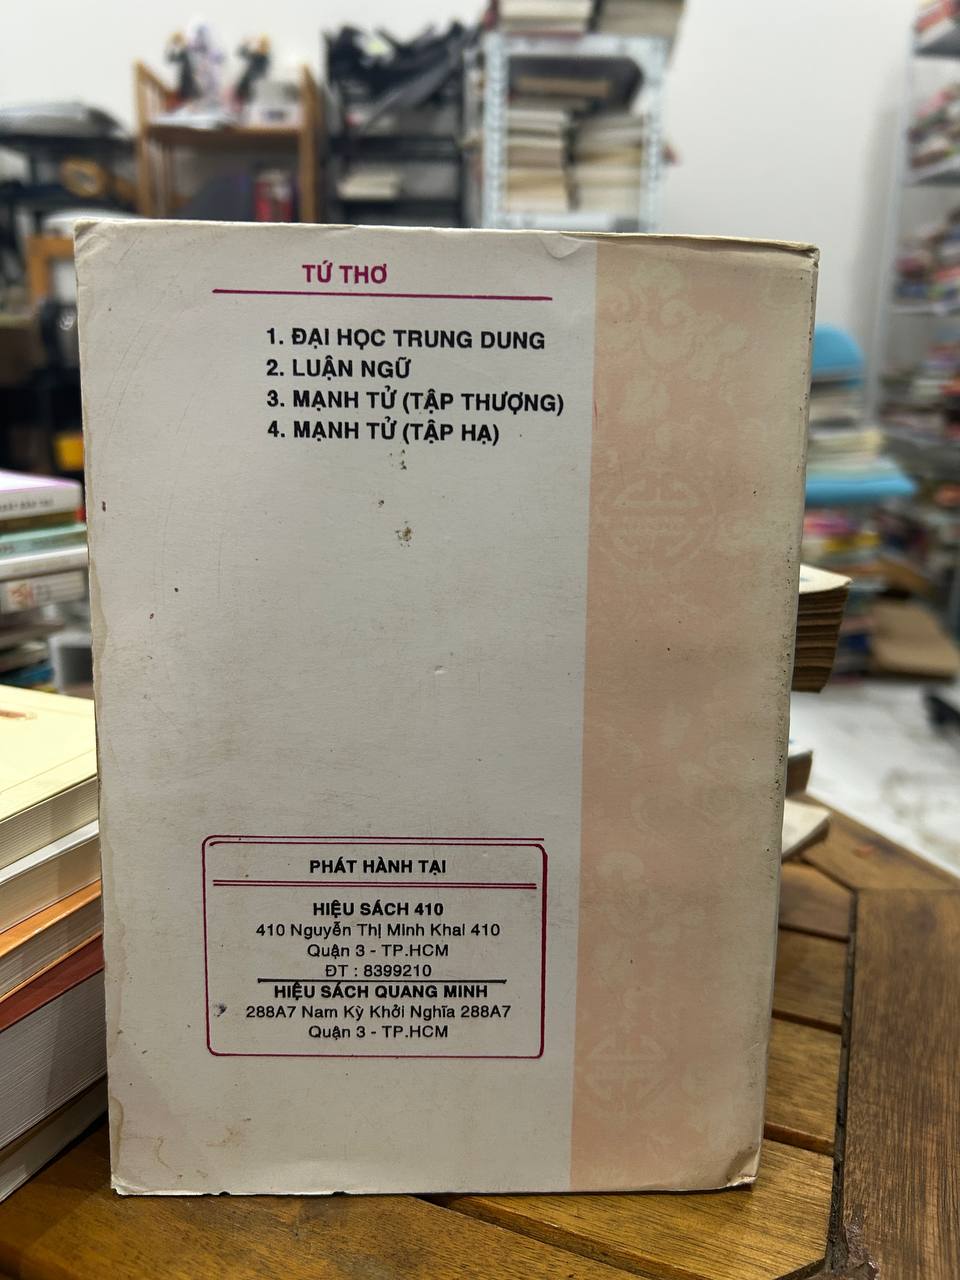 TỨ THƠ
1. ĐẠI HỌC TRUNG DUNG
2. LUẬN NGỮ
3. MẠNH TỬ (TẬP THƯỢNG)
4. MẠNH TỬ (TẬP HẠ)
PHÁT HÀNH TẠI
HIỆU SÁCH 410
410 Nguyễn Thị Minh Khai 410
Quận 3 - TP.HCM
ĐT : 8399210
HIỆU SÁCH QUANG MINH
288A7 Nam Kỳ Khởi Nghĩa 288A7
Quận 3 - TP.HCM